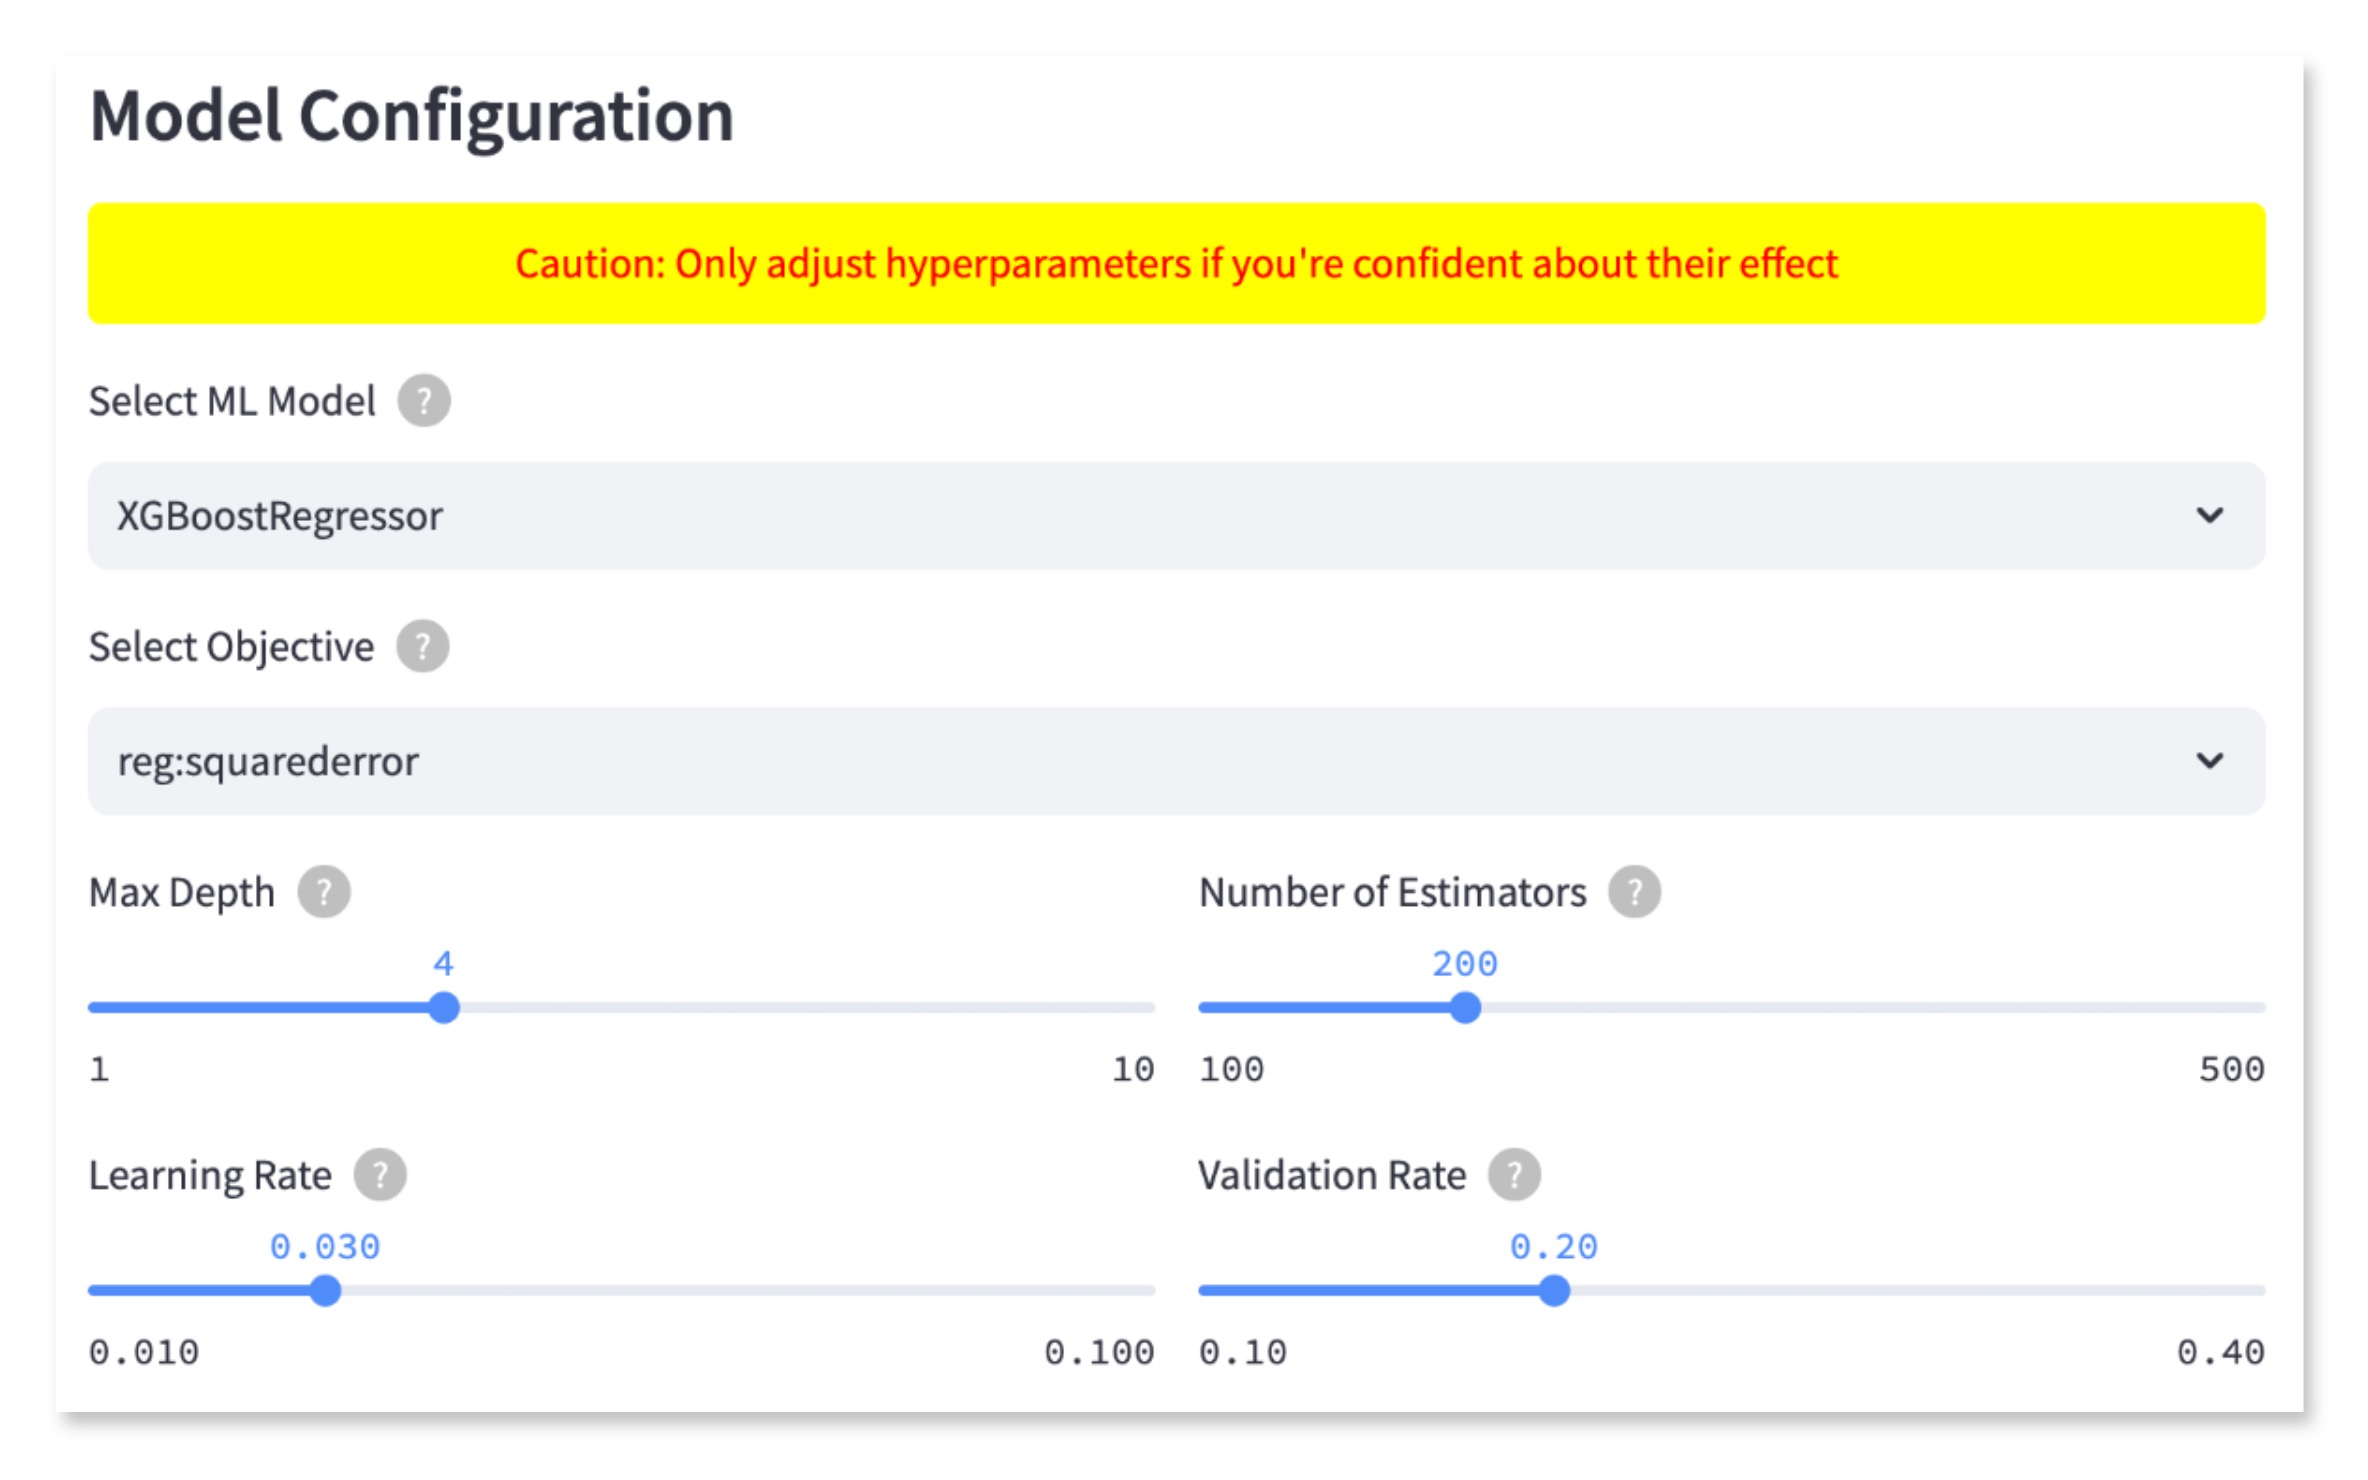 Model Configuration
Caution: Only adjust hyperparameters if you're confident about their effect
Select ML Model ?
XGBoostRegressor
Select Objective ?
reg:squarederror
Max Depth ? Number of Estimators ?
4 200
1 10 100 500
Learning Rate ? Validation Rate ?
0.030 0.20
0.010 0.100 0.10 0.40